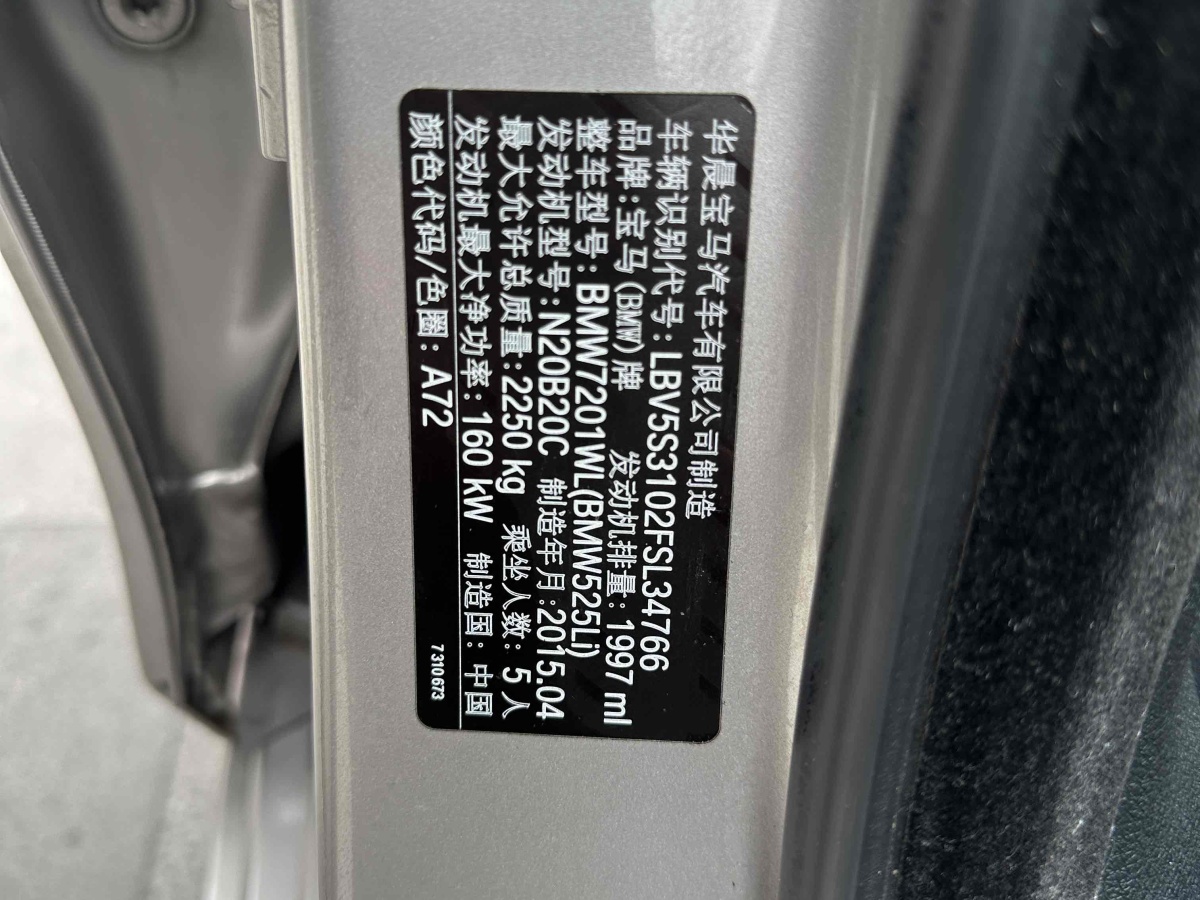 华晨宝马汽车有限公司制造
车辆识别代号:LBV5S3102FSL34766
品牌:宝马(BMW)牌 发动机排量:1997 ml
整车型号:BMW7201WL(BMW525Li)
发动机型号:N20B20C 制造年月:2015.04
最大允许总质量:2250 kg 乘坐人数:5人
发动机最大净功率:160 kW 制造国:中国
颜色代码/色圈:A72 7310673